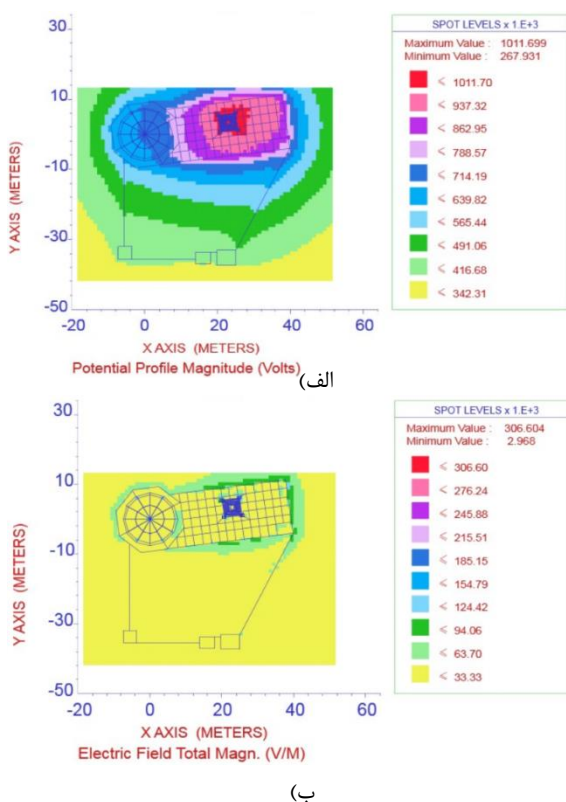 SPOT LEVELS x 1.E+3
Maximum Value : 1011.699
Minimum Value : 267.931
< 1011.70
< 937.32
< 862.95
< 788.57
< 714.19
< 639.82
< 565.44
< 491.06
< 416.68
< 342.31
30
10
-10
-30
-50
Y AXIS (METERS)
-20 0 20 40 60
X AXIS (METERS)
Potential Profile Magnitude (Volts)
الف)
SPOT LEVELS x 1.E+3
Maximum Value : 306.604
Minimum Value : 2.968
< 306.60
< 276.24
< 245.88
< 215.51
< 185.15
< 154.79
< 124.42
< 94.06
< 63.70
< 33.33
30
10
-10
-30
-50
Y AXIS (METERS)
-20 0 20 40 60
X AXIS (METERS)
Electric Field Total Magn. (V/M)
ب)